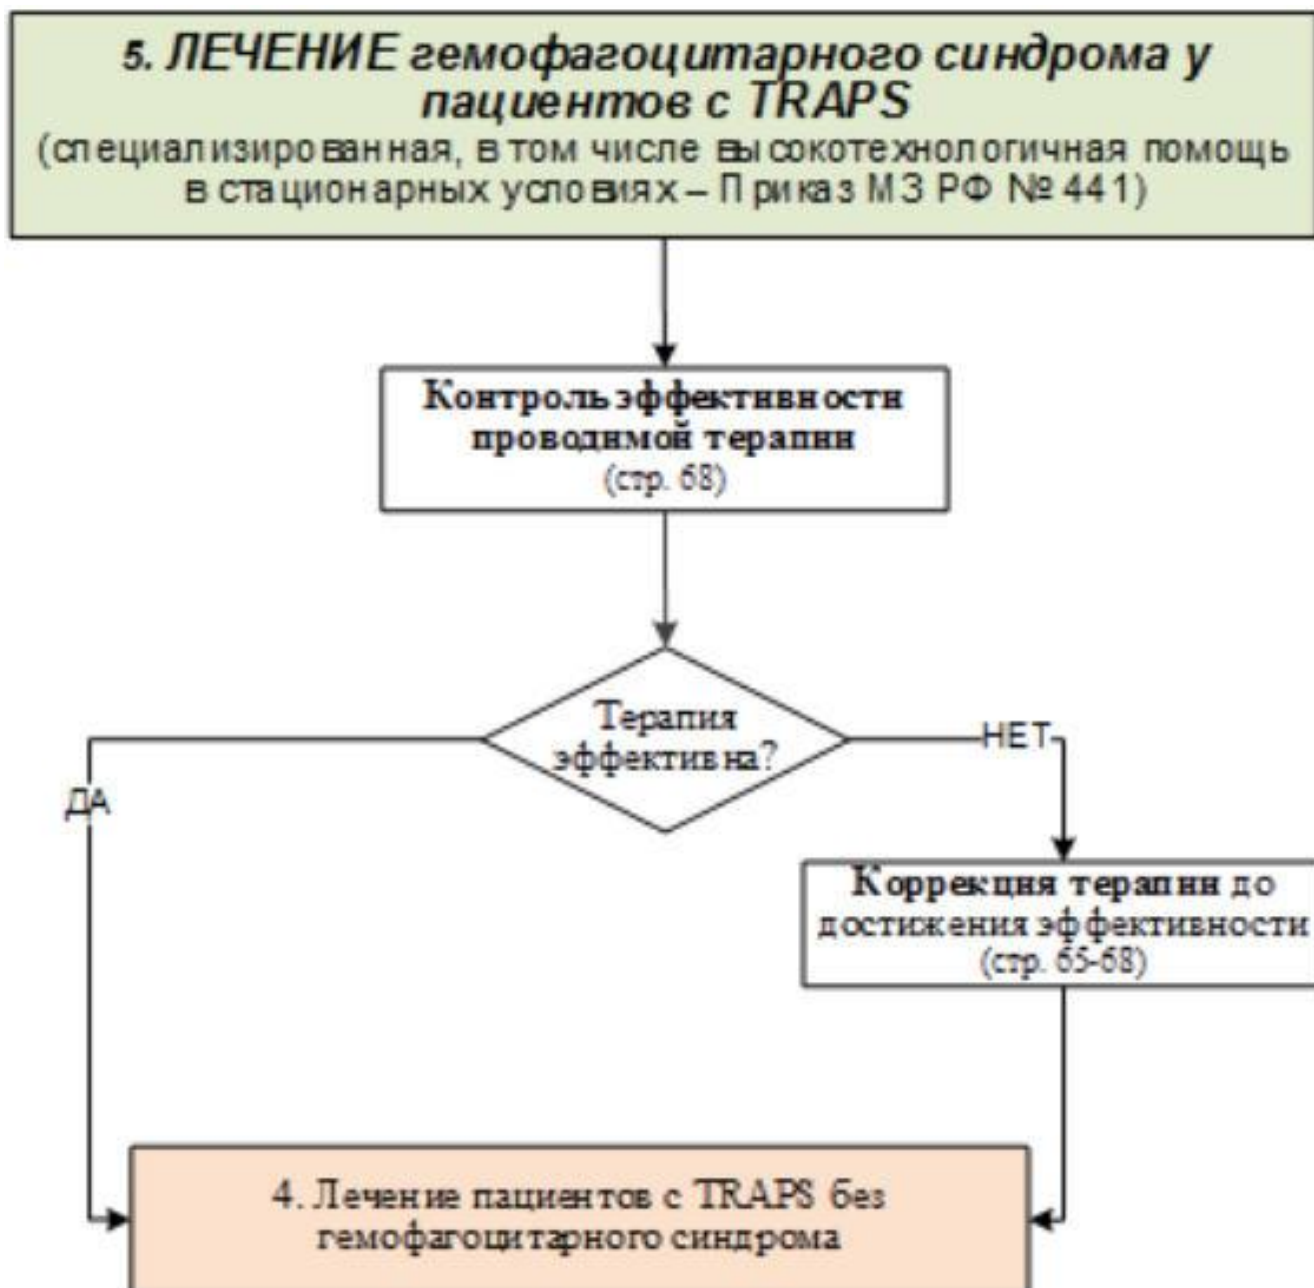 5. ЛЕЧЕНИЕ гемофагоцитарного синдрома у
пациентов с TRAPS
(специализированная, в том числе высокотехнологичная помощь
в стационарных условиях – Приказ МЗ РФ № 441)
Контроль эффективности
проводимой терапии
(стр. 68)
Терапия
эффективна?
НЕТ
ДА
Коррекция терапии до
достижения эффективности
(стр. 65-68)
4. Лечение пациентов с TRAPS без
гемофагоцитарного синдрома